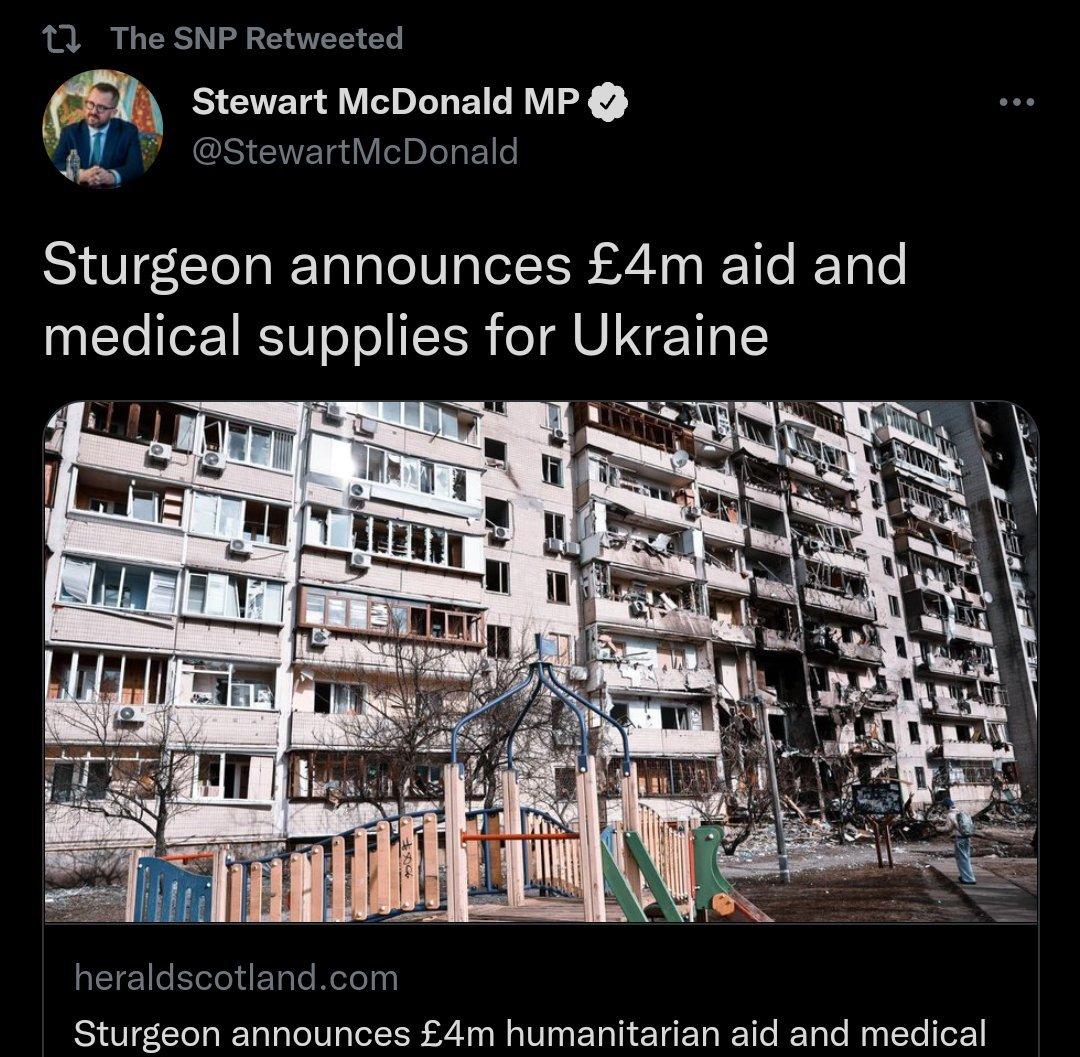 The SNP Retweeted
Stewart McDonald MP
@StewartMcDonald
Sturgeon announces £4m aid and
medical supplies for Ukraine
heraldscotland.com
Sturgeon announces £4m humanitarian aid and medical